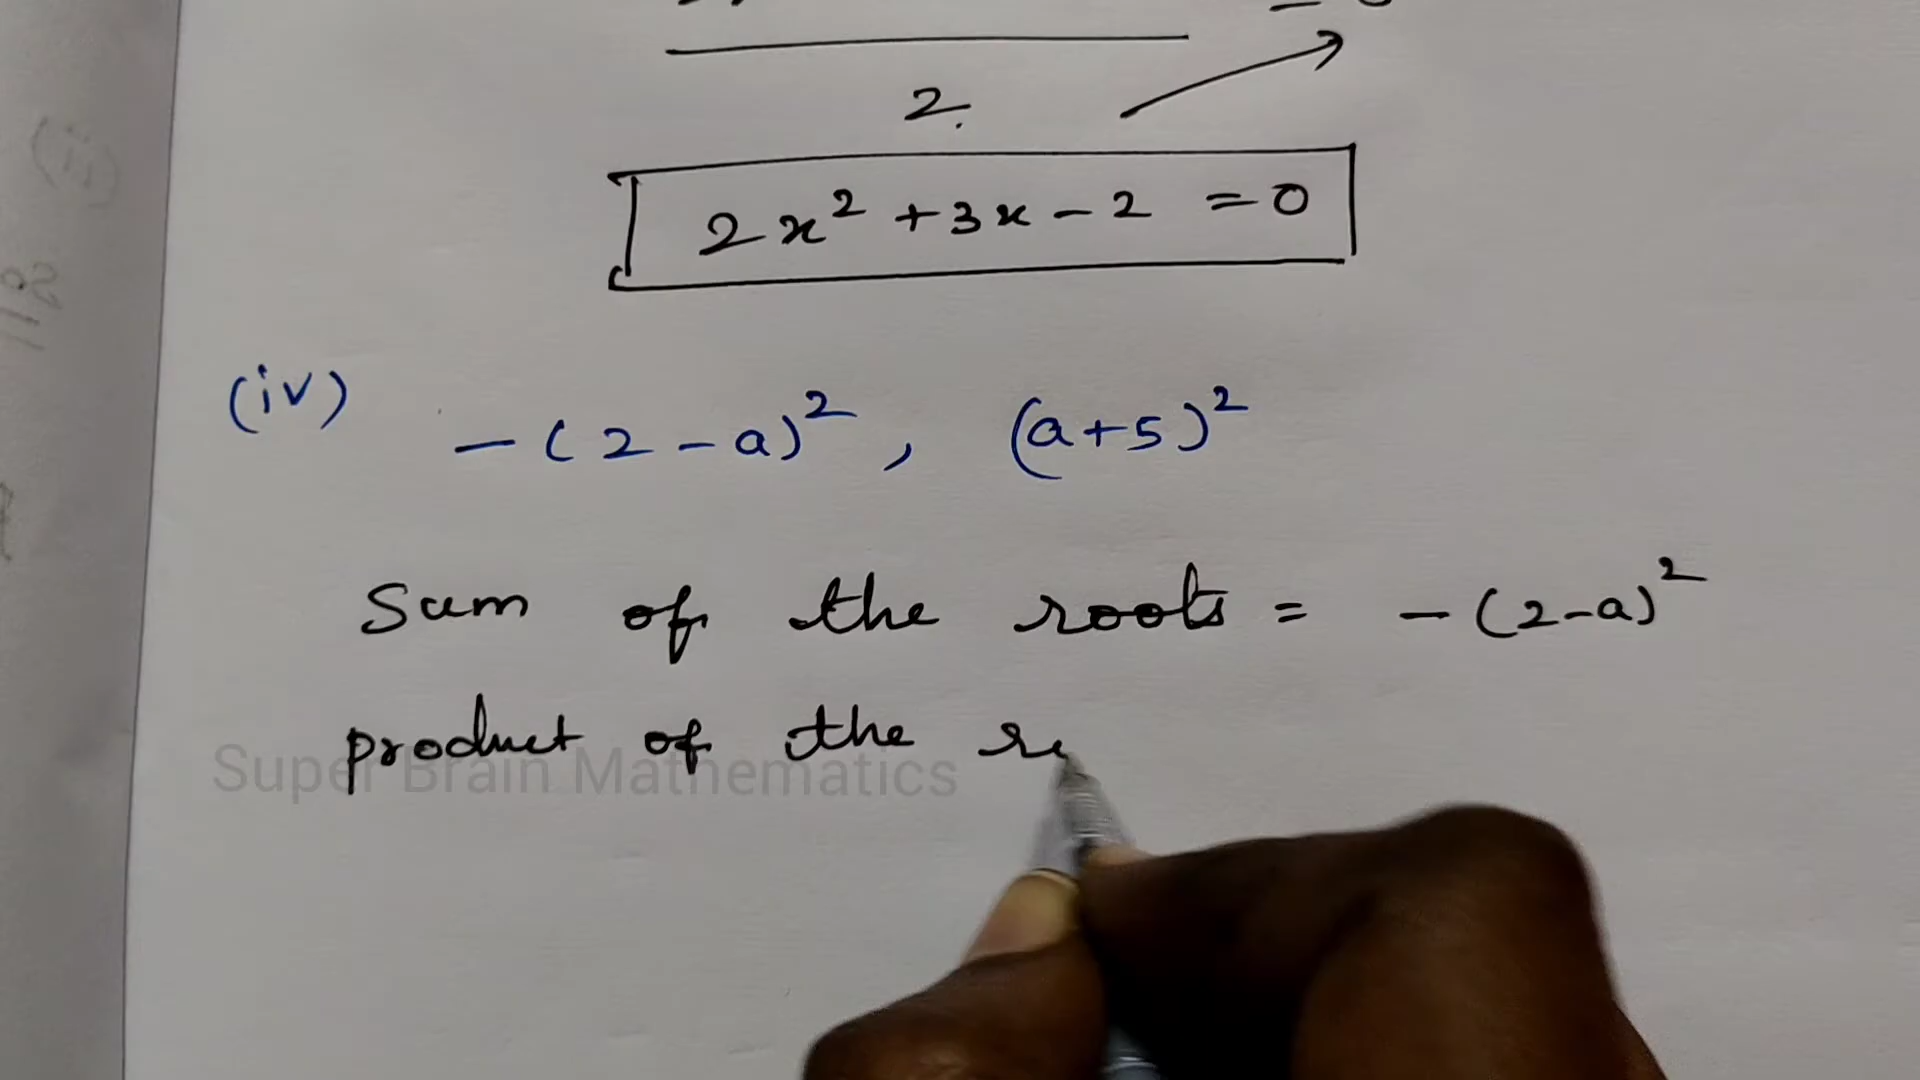 2.
2x² + 3x - 2 = 0
(iv) -(2-a)², (a+5)²
Sum of the roots = -(2-a)²
product of the
Super Brain Mathematics